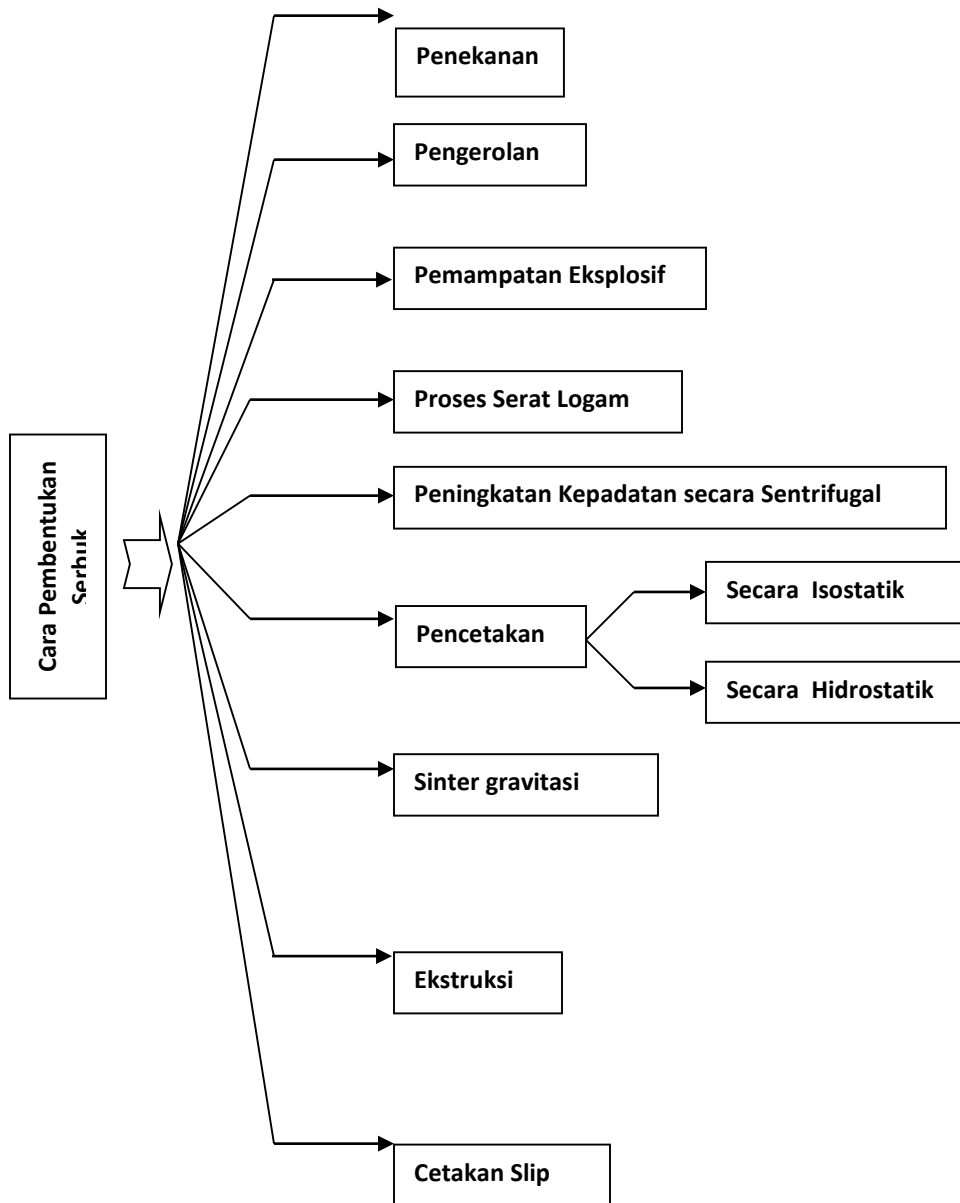 Penekanan
Pengerolan
Pemampatan Eksplosif
Proses Serat Logam
Peningkatan Kepadatan secara Sentrifugal
Cara Pembentukan
Serbuk
Pencetakan
Secara Isostatik
Secara Hidrostatik
Sinter gravitasi
Ekstruksi
Cetakan Slip